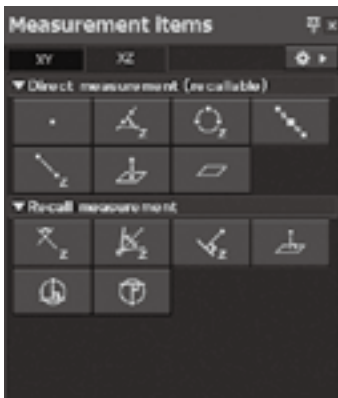 Measurement items
XY XZ
Direct measurement (recallable)
Z Z
Z
Recall measurement
Z Z Z